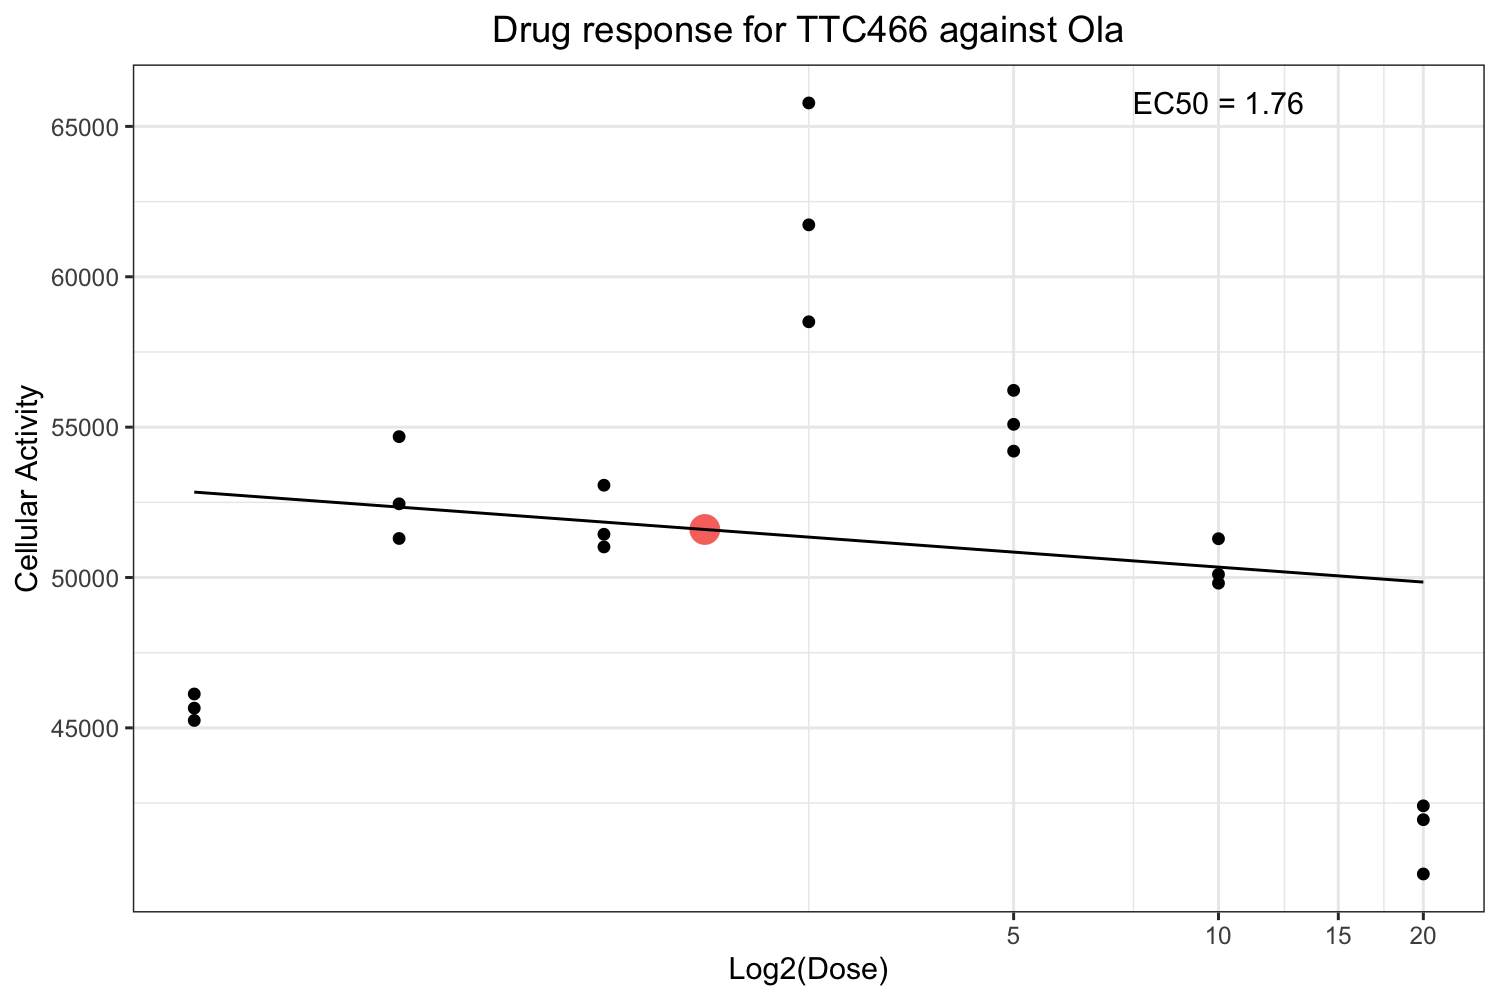 Drug response for TTC466 against Ola
EC50 = 1.76
65000
60000
55000
50000
45000
Cellular Activity
5 10 15 20
Log2(Dose)